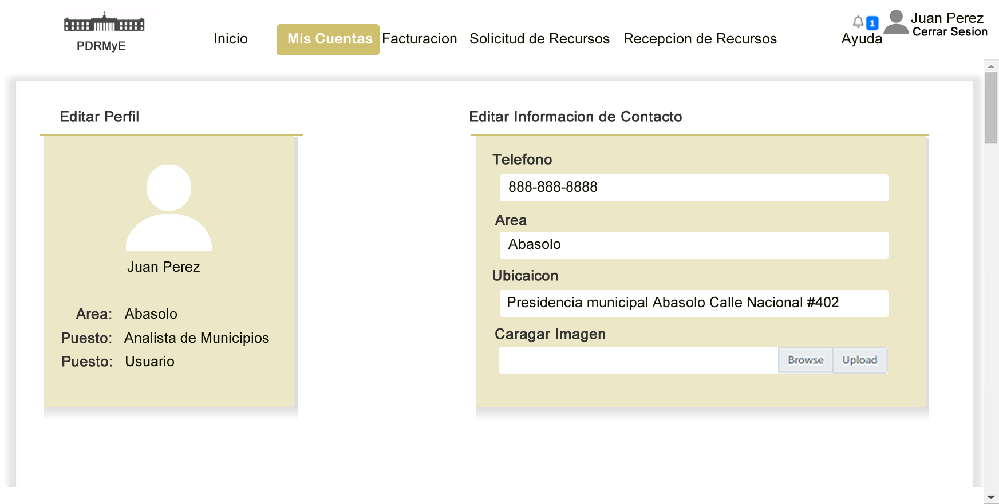 PDRMyE
Inicio
Mis Cuentas
Facturacion
Solicitud de Recursos
Recepcion de Recursos
1
Ayuda
Juan Perez
Cerrar Sesion
Editar Perfil
Juan Perez
Area: Abasolo
Puesto: Analista de Municipios
Puesto: Usuario
Editar Informacion de Contacto
Telefono
888-888-8888
Area
Abasolo
Ubicaicon
Presidencia municipal Abasolo Calle Nacional #402
Caragar Imagen
Browse
Upload